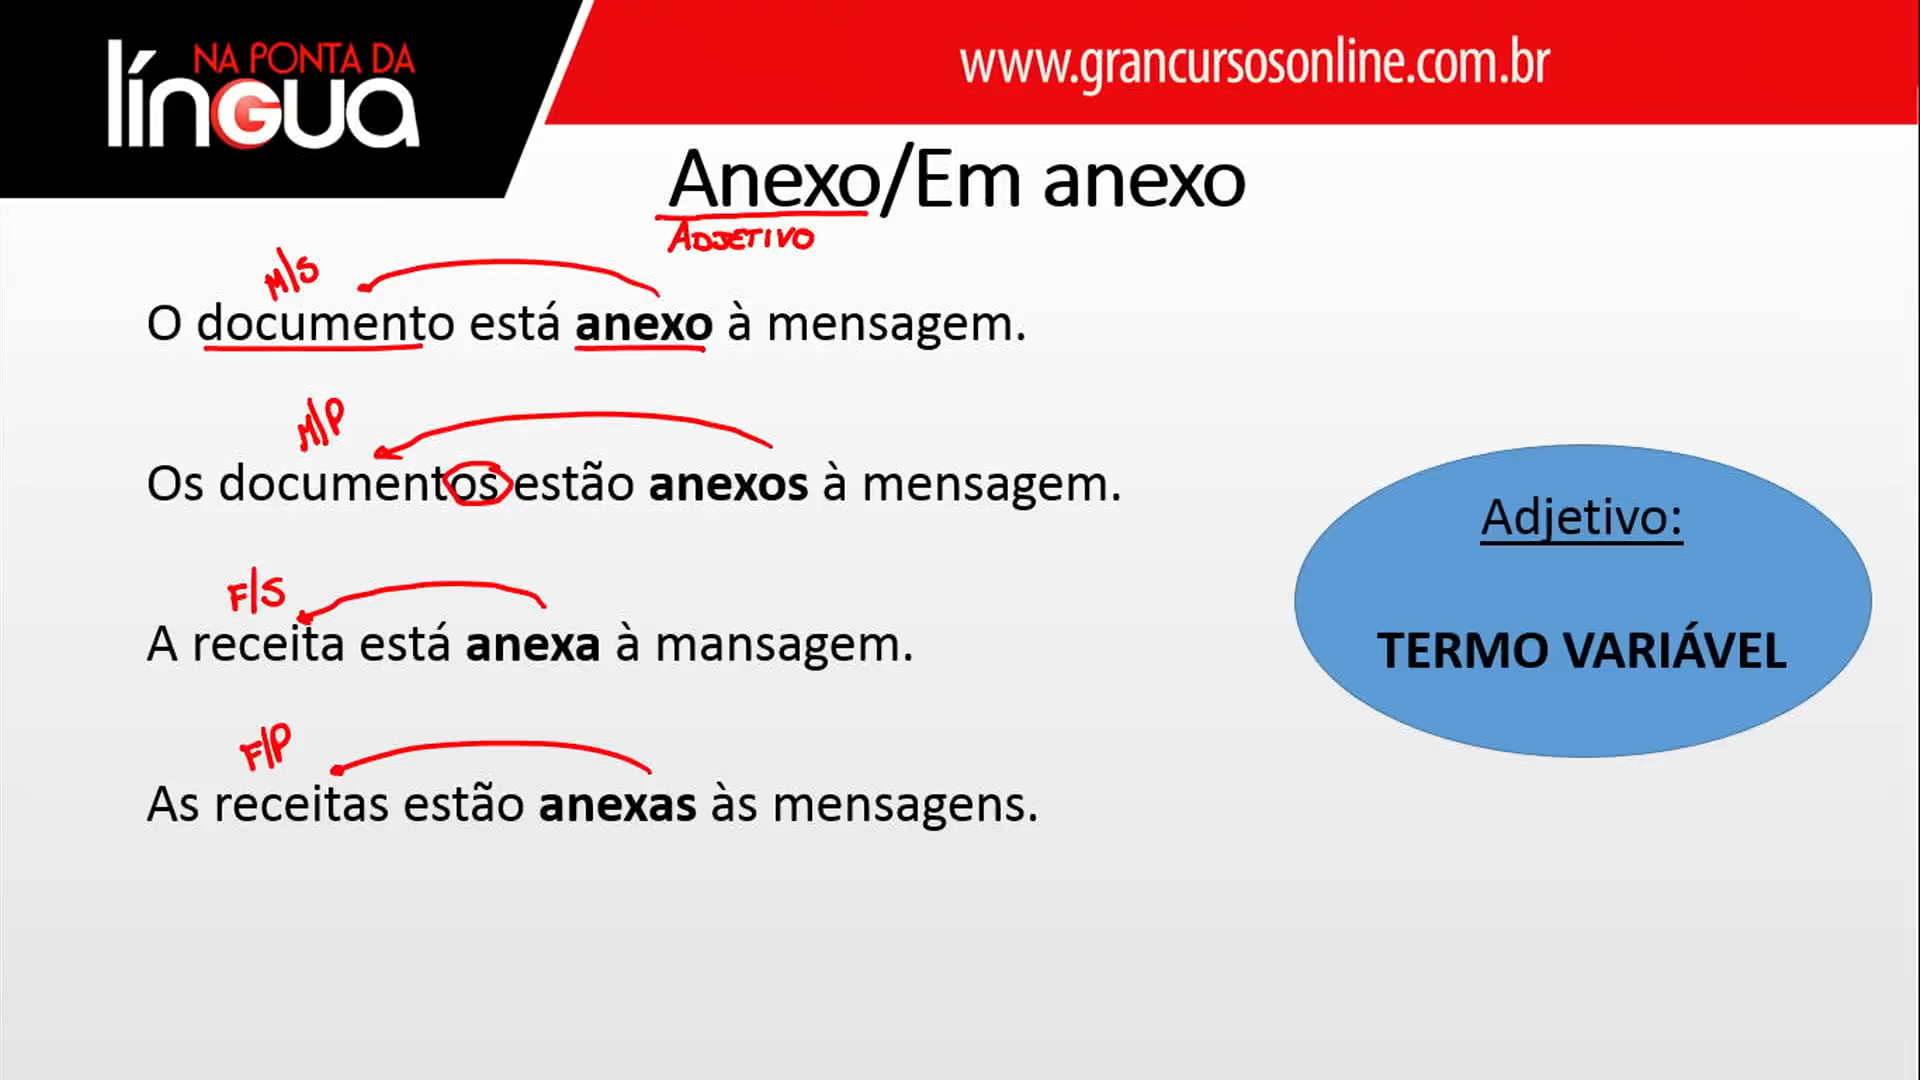 NA PONTA DA
línGUA
www.grancursosonline.com.br
Anexo/Em anexo
ADJETIVO
M/S
O documento está anexo à mensagem.
M/P
Os documentos estão anexos à mensagem.
Adjetivo:
F/S
A receita está anexa à mansagem.
TERMO VARIÁVEL
F/P
As receitas estão anexas às mensagens.